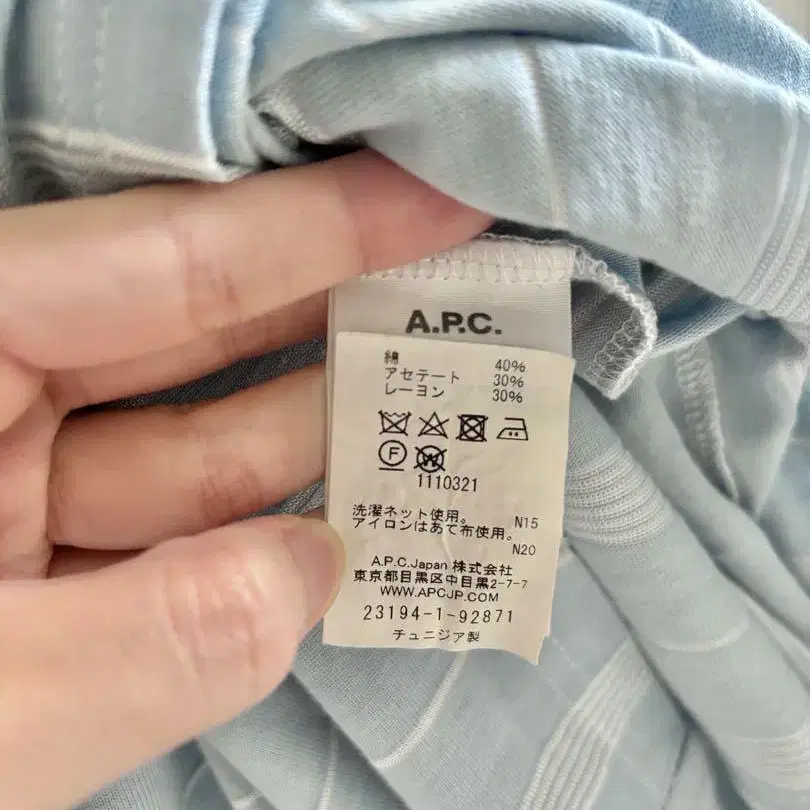 A.P.C.
綿 40%
アセテート 30%
レーヨン 30%
1110321
洗濯ネット使用。 N15
アイロンはあて布使用。
N20
A.P.C.Japan 株式会社
東京都目黒区中目黒2-7-7
WWW.APCJP.COM
23194-1-92871
チュニジア製